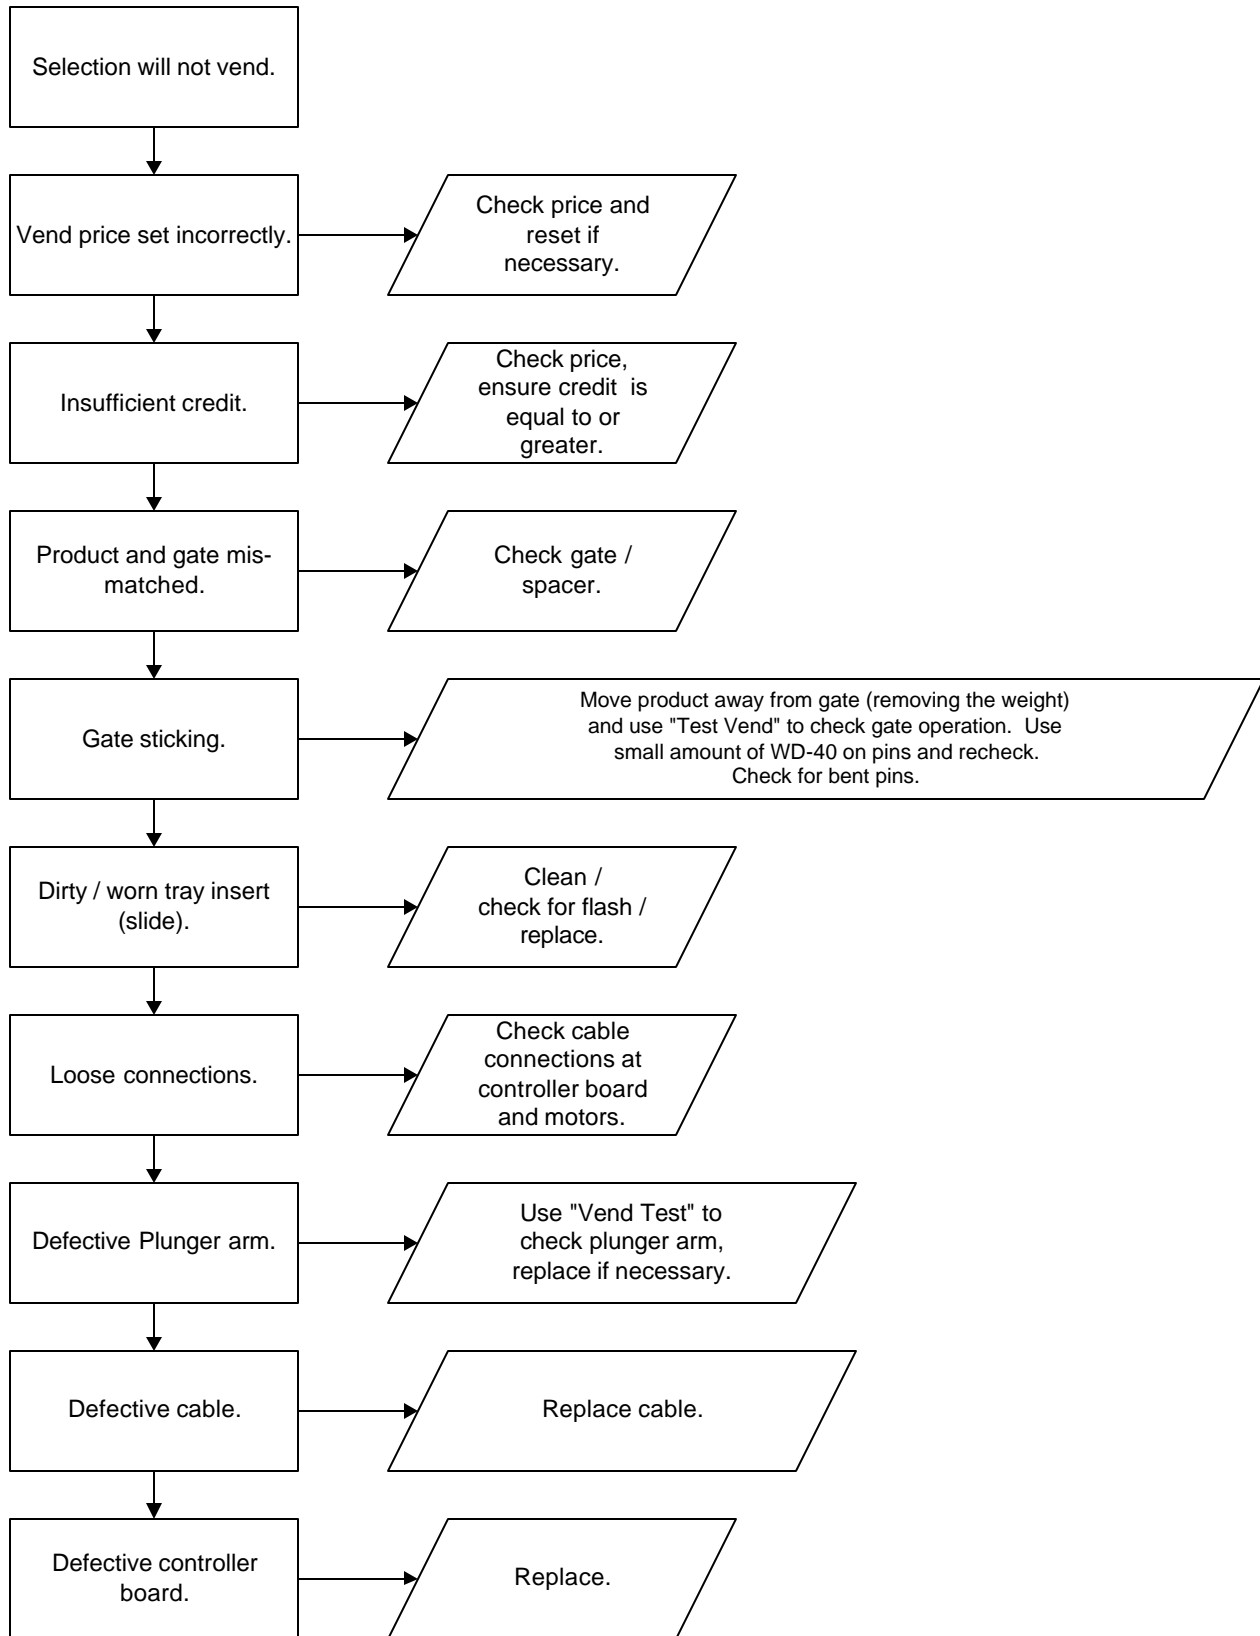 Selection will not vend.
Vend price set incorrectly.
Check price and
reset if
necessary.
Insufficient credit.
Check price,
ensure credit  is
equal to or
greater.
Product and gate mis-
matched.
Check gate /
spacer.
Gate sticking.
Move product away from gate (removing the weight)
and use "Test Vend" to check gate operation.  Use
small amount of WD-40 on pins and recheck.
Check for bent pins.
Dirty / worn tray insert
(slide).
Clean /
check for flash /
replace.
Loose connections.
Check cable
connections at
controller board
and motors.
Defective Plunger arm.
Use "Vend Test" to
check plunger arm,
replace if necessary.
Defective cable.
Replace cable.
Defective controller
board.
Replace.